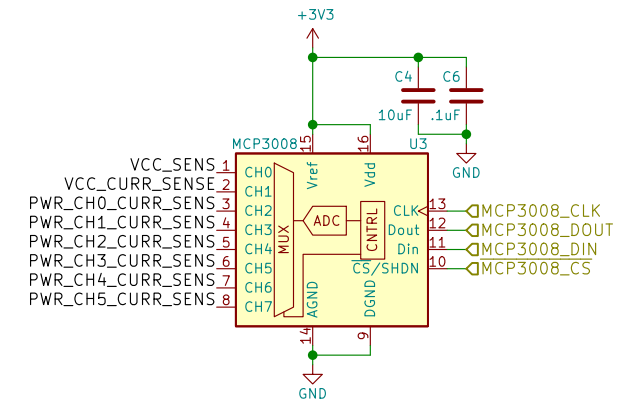 +3V3
C4
C6
10uF
.1uF
GND
MCP3008
15
16
U3
Vref
Vdd
VCC_SENS 1 CH0
VCC_CURR_SENSE 2 CH1
PWR_CH0_CURR_SENS 3 CH2
PWR_CH1_CURR_SENS 4 CH3
PWR_CH2_CURR_SENS 5 CH4
PWR_CH3_CURR_SENS 6 CH5
PWR_CH4_CURR_SENS 7 CH6
PWR_CH5_CURR_SENS 8 CH7
MUX
ADC
CNTRL
CLK 13 MCP3008_CLK
Dout 12 MCP3008_DOUT
Din 11 MCP3008_DIN
CS/SHDN 10 MCP3008_CS
AGND
DGND
14
9
GND